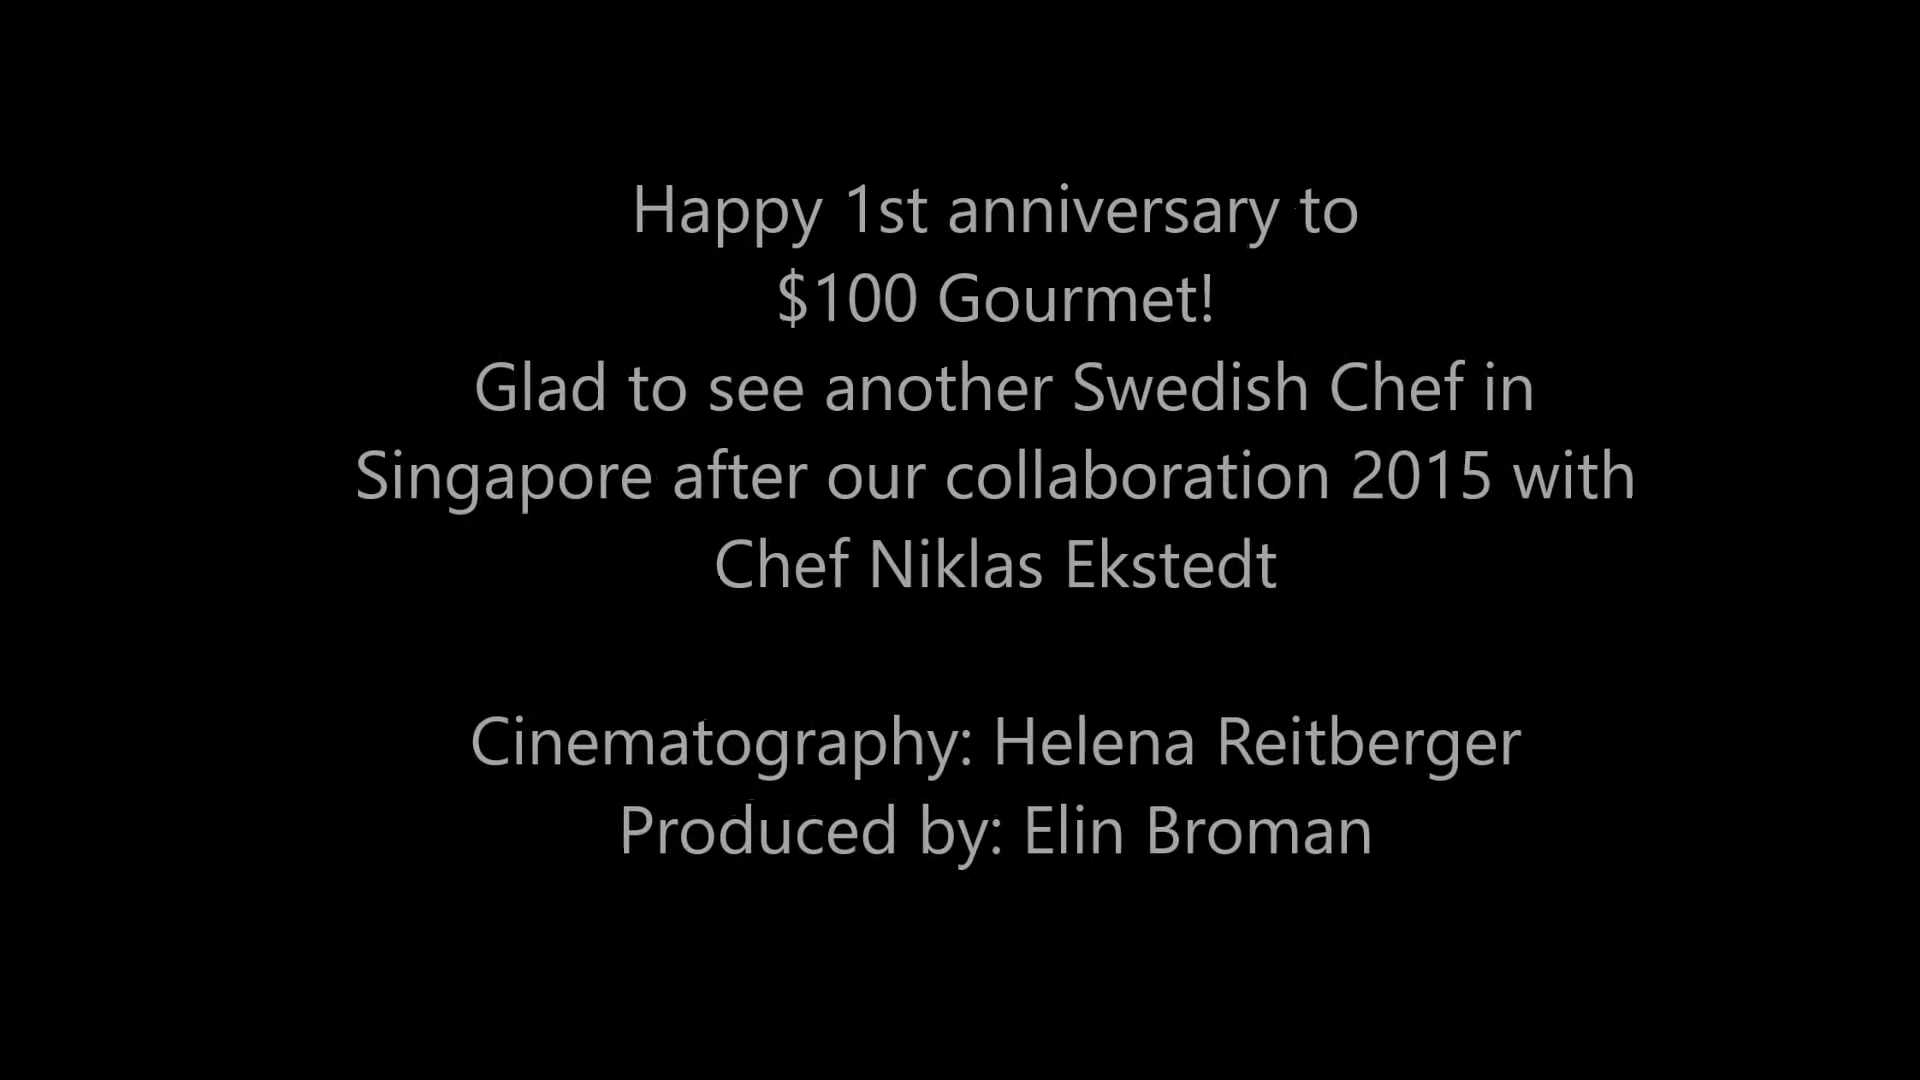 Happy 1st anniversary to
$100 Gourmet!
Glad to see another Swedish Chef in
Singapore after our collaboration 2015 with
Chef Niklas Ekstedt
Cinematography: Helena Reitberger
Produced by: Elin Broman